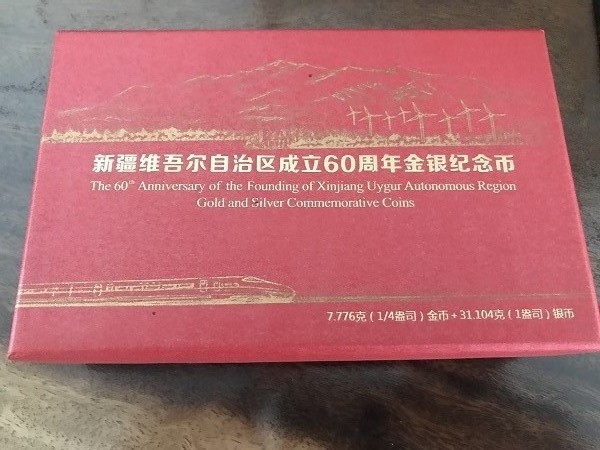 新疆维吾尔自治区成立60周年金银纪念币
The 60th Anniversary of the Founding of Xinjiang Uygur Autonomous Region
Gold and Silver Commemorative Coins
7.776克(1/4盎司)金币+31.104克(1盎司)银币